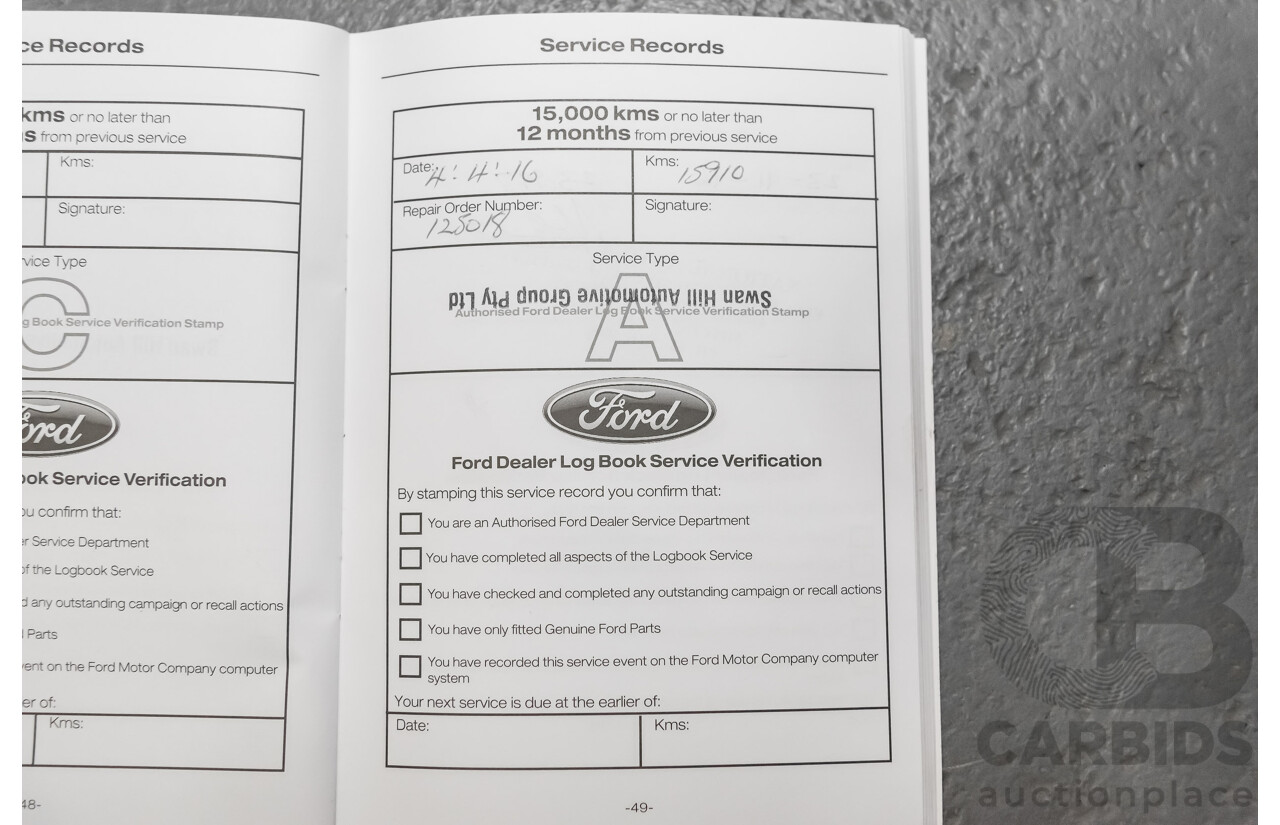 ce Records
kms or no later than
s from previous service
Kms:
Signature:
vice Type
C
g Book Service Verification Stamp
Ford
ook Service Verification
ou confirm that:
r Service Department
of the Logbook Service
d any outstanding campaign or recall actions
l Parts
ent on the Ford Motor Company computer
er of:
Kms:
48-
Service Records
15,000 kms or no later than
12 months from previous service
Date: 4:4:16
Kms: 15910
Repair Order Number: 125018
Signature:
Service Type
Swan Hill Automotive Group Pty Ltd
Authorised Ford Dealer Log Book Service Verification Stamp
A
Ford
Ford Dealer Log Book Service Verification
By stamping this service record you confirm that:
You are an Authorised Ford Dealer Service Department
You have completed all aspects of the Logbook Service
You have checked and completed any outstanding campaign or recall actions
You have only fitted Genuine Ford Parts
You have recorded this service event on the Ford Motor Company computer
system
Your next service is due at the earlier of:
Date:
Kms:
-49-
CB
CARBIDS
auctionplace